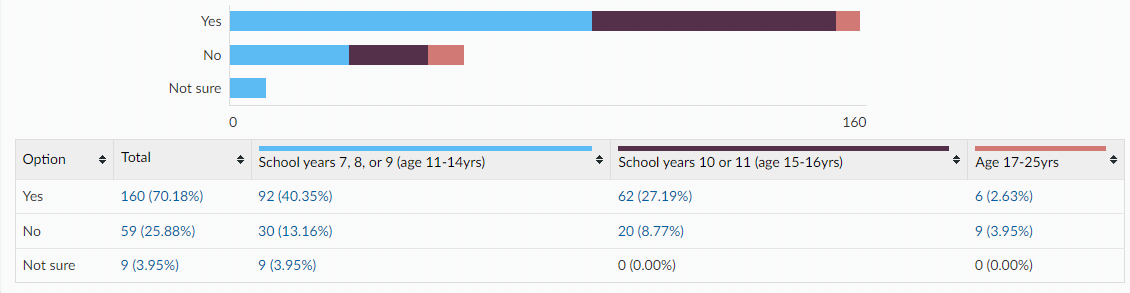 Yes
No
Not sure
0 160
Option Total School years 7, 8, or 9 (age 11-14yrs) School years 10 or 11 (age 15-16yrs) Age 17-25yrs
Yes 160 (70.18%) 92 (40.35%) 62 (27.19%) 6 (2.63%)
No 59 (25.88%) 30 (13.16%) 20 (8.77%) 9 (3.95%)
Not sure 9 (3.95%) 9 (3.95%) 0 (0.00%) 0 (0.00%)